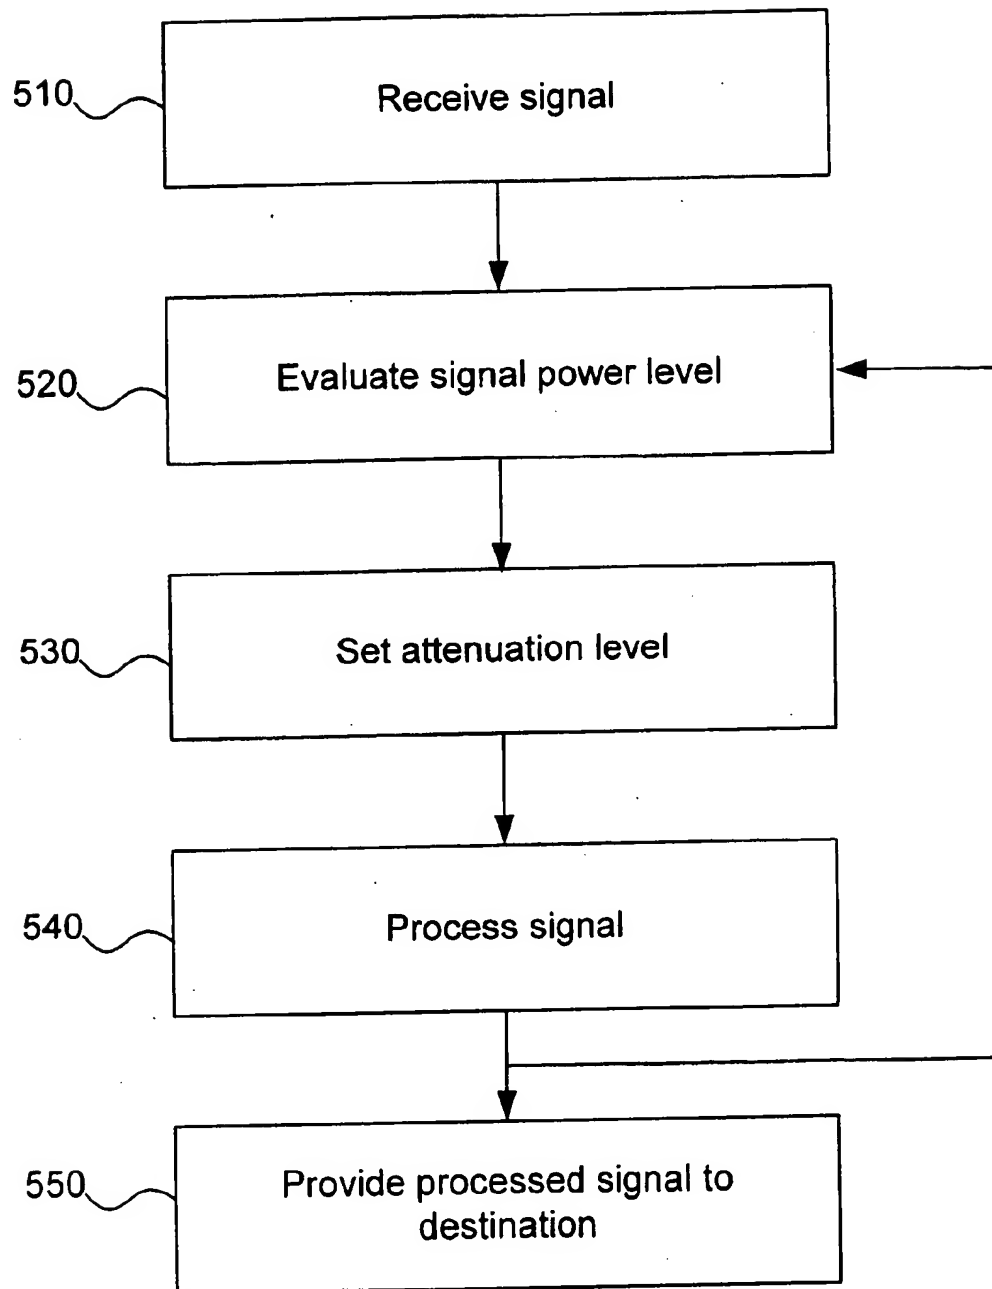 510
Receive signal
520
Evaluate signal power level
530
Set attenuation level
540
Process signal
550
Provide processed signal to
destination